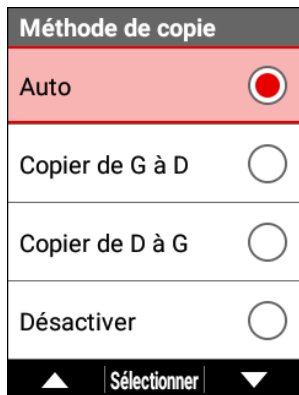 Méthode de copie
Auto
Copier de G à D
Copier de D à G
Désactiver
Sélectionner